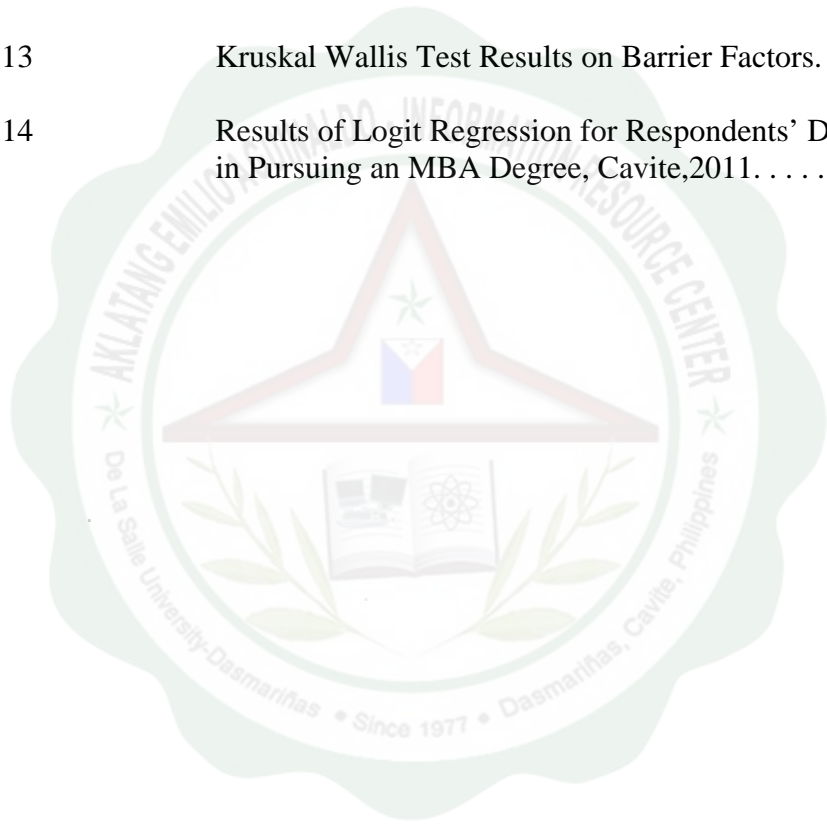 13 Kruskal Wallis Test Results on Barrier Factors.
14 Results of Logit Regression for Respondents’ D
in Pursuing an MBA Degree, Cavite,2011. . . . .
AKLATANG EMILIO AGUINALDO - INFORMATION RESOURCE CENTER
De La Salle University-Dasmariñas • Since 1977 • Dasmariñas, Cavite, Philippines